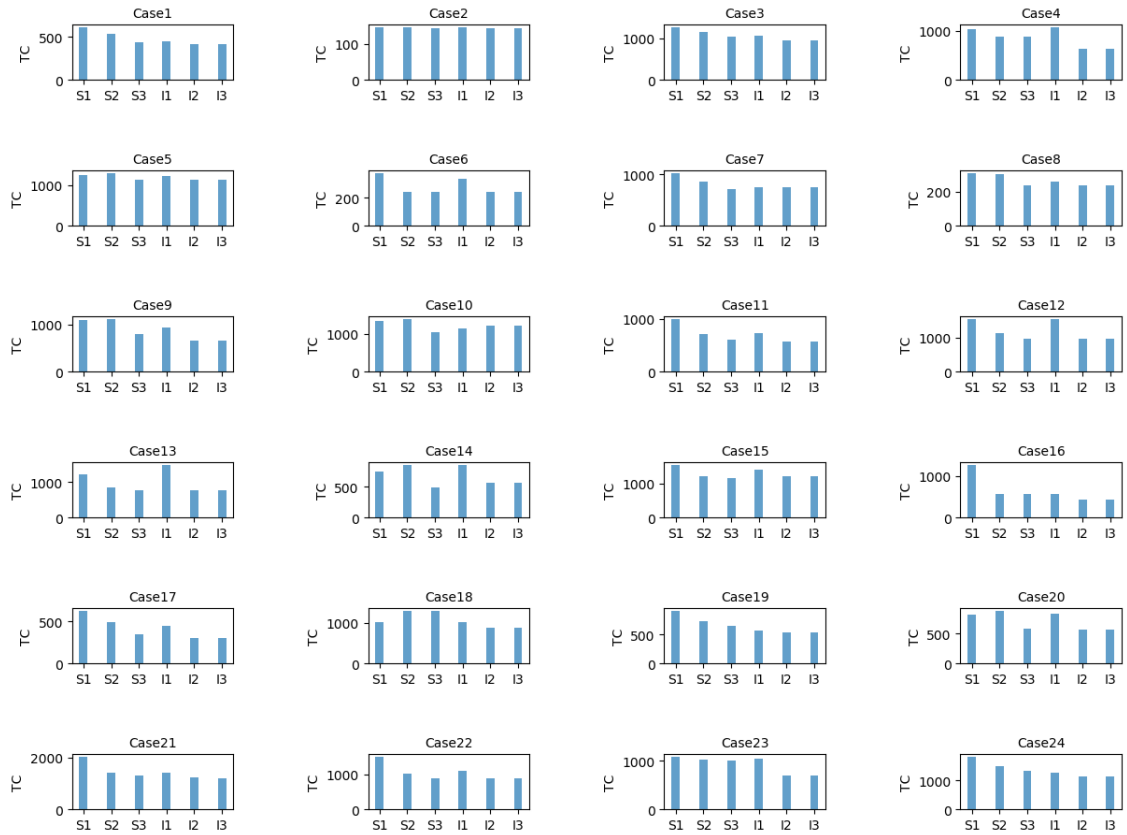 Case1 Case2 Case3 Case4
TC 500 0 TC 100 0 TC 1000 0 TC 1000 0
S1 S2 S3 I1 I2 I3 S1 S2 S3 I1 I2 I3 S1 S2 S3 I1 I2 I3 S1 S2 S3 I1 I2 I3
Case5 Case6 Case7 Case8
TC 1000 0 TC 200 0 TC 1000 0 TC 200 0
S1 S2 S3 I1 I2 I3 S1 S2 S3 I1 I2 I3 S1 S2 S3 I1 I2 I3 S1 S2 S3 I1 I2 I3
Case9 Case10 Case11 Case12
TC 1000 0 TC 1000 0 TC 1000 0 TC 1000 0
S1 S2 S3 I1 I2 I3 S1 S2 S3 I1 I2 I3 S1 S2 S3 I1 I2 I3 S1 S2 S3 I1 I2 I3
Case13 Case14 Case15 Case16
TC 1000 0 TC 500 0 TC 1000 0 TC 1000 0
S1 S2 S3 I1 I2 I3 S1 S2 S3 I1 I2 I3 S1 S2 S3 I1 I2 I3 S1 S2 S3 I1 I2 I3
Case17 Case18 Case19 Case20
TC 500 0 TC 1000 0 TC 500 0 TC 500 0
S1 S2 S3 I1 I2 I3 S1 S2 S3 I1 I2 I3 S1 S2 S3 I1 I2 I3 S1 S2 S3 I1 I2 I3
Case21 Case22 Case23 Case24
TC 2000 0 TC 1000 0 TC 1000 0 TC 1000 0
S1 S2 S3 I1 I2 I3 S1 S2 S3 I1 I2 I3 S1 S2 S3 I1 I2 I3 S1 S2 S3 I1 I2 I3